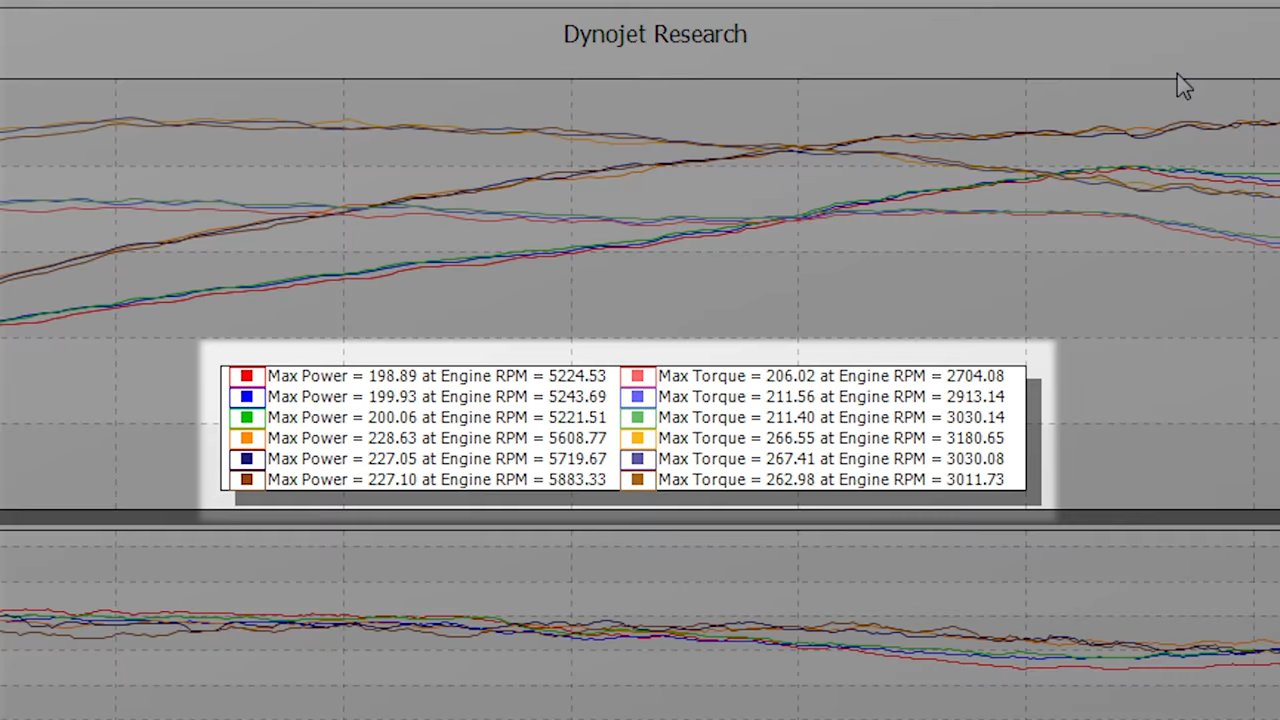 Dynojet Research
Max Power = 198.89 at Engine RPM = 5224.53 Max Torque = 206.02 at Engine RPM = 2704.08
Max Power = 199.93 at Engine RPM = 5243.69 Max Torque = 211.56 at Engine RPM = 2913.14
Max Power = 200.06 at Engine RPM = 5221.51 Max Torque = 211.40 at Engine RPM = 3030.14
Max Power = 228.63 at Engine RPM = 5608.77 Max Torque = 266.55 at Engine RPM = 3180.65
Max Power = 227.05 at Engine RPM = 5719.67 Max Torque = 267.41 at Engine RPM = 3030.08
Max Power = 227.10 at Engine RPM = 5883.33 Max Torque = 262.98 at Engine RPM = 3011.73